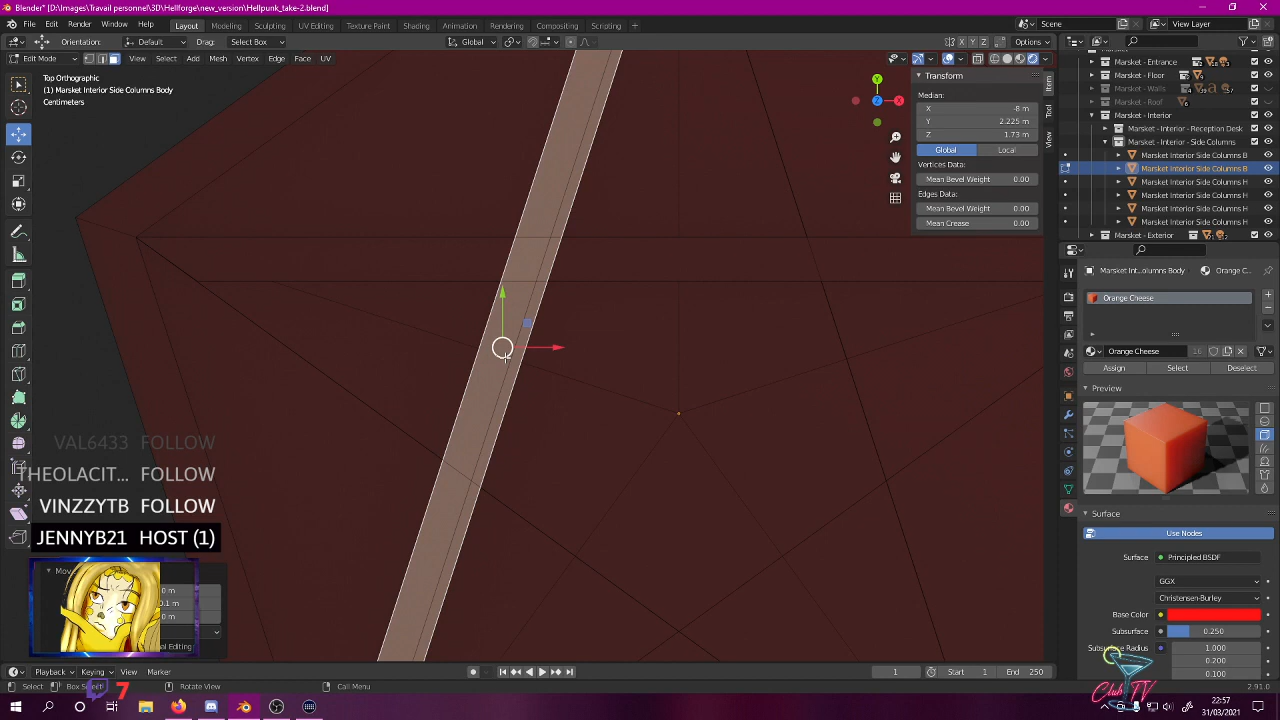 Blender* [D:\Images\Travail personnel\3D\Hellforge\new_version\Hellpunk_take-2.blend]
File Edit Render Window Help Layout Modeling Sculpting UV Editing Texture Paint Shading Animation Rendering Compositing Scripting + Scene View Layer
Orientation: Default Drag: Select Box Global X Y Z Options
Edit Mode View Select Add Mesh Vertex Edge Face UV
Top Orthographic
(1) Marsket Interior Side Columns Body
Centimeters
Y
Z
X
Transform
Median:
X -8 m
Y 2.225 m
Z 1.73 m
Global Local
Vertices Data:
Mean Bevel Weight 0.00
Edges Data:
Mean Bevel Weight 0.00
Mean Crease 0.00
Item
Tool
View
Marsket - Entrance
Marsket - Floor
Marsket - Walls
Marsket - Roof
Marsket - Interior
Marsket - Interior - Reception Desk
Marsket - Interior - Side Columns
Marsket Interior Side Columns B
Marsket Interior Side Columns B
Marsket Interior Side Columns H
Marsket Interior Side Columns H
Marsket Interior Side Columns H
Marsket Interior Side Columns H
Marsket - Exterior
Marsket Int...olumns Body Orange C...
Orange Cheese
Orange Cheese 16
Assign Select Deselect
Preview
Surface
Use Nodes
Surface Principled BSDF
GGX
Christensen-Burley
Base Color
Subsurface 0.250
Subsurface Radius 1.000
0.200
0.100
VAL6433 FOLLOW
THEOLACIT... FOLLOW
VINZZYTB FOLLOW
JENNYB21 HOST (1)
Mov
0 m
0.1 m
0 m
al Editing
Playback Keying View Marker 1 Start 1 End 250
Select Box Select Rotate View Call Menu 2.91.0
7
Club TV
22:57
31/03/2021